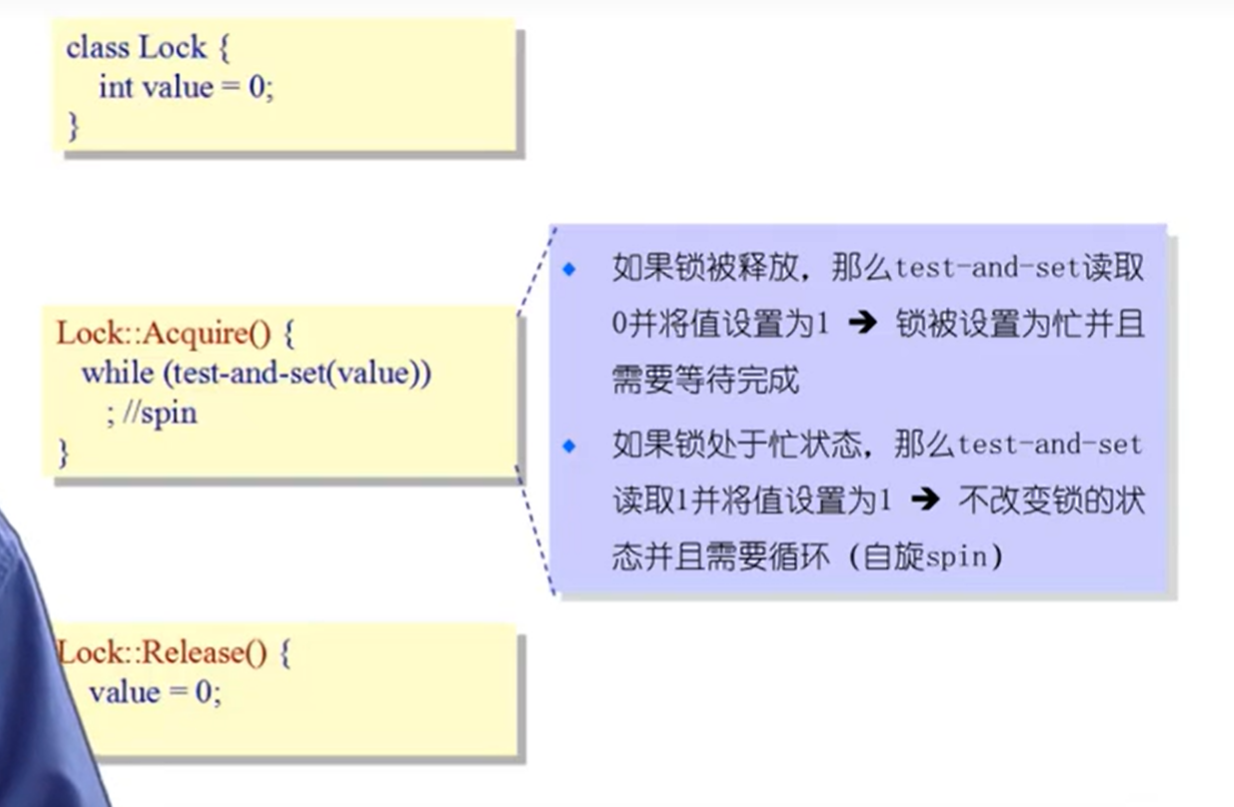 class Lock {
int value = 0;
}
如果锁被释放，那么test-and-set读取
0并将值设置为1 ➔ 锁被设置为忙并且
需要等待完成
Lock::Acquire() {
while (test-and-set(value))
; //spin
}
如果锁处于忙状态，那么test-and-set
读取1并将值设置为1 ➔ 不改变锁的状
态并且需要循环（自旋spin）
Lock::Release() {
value = 0;